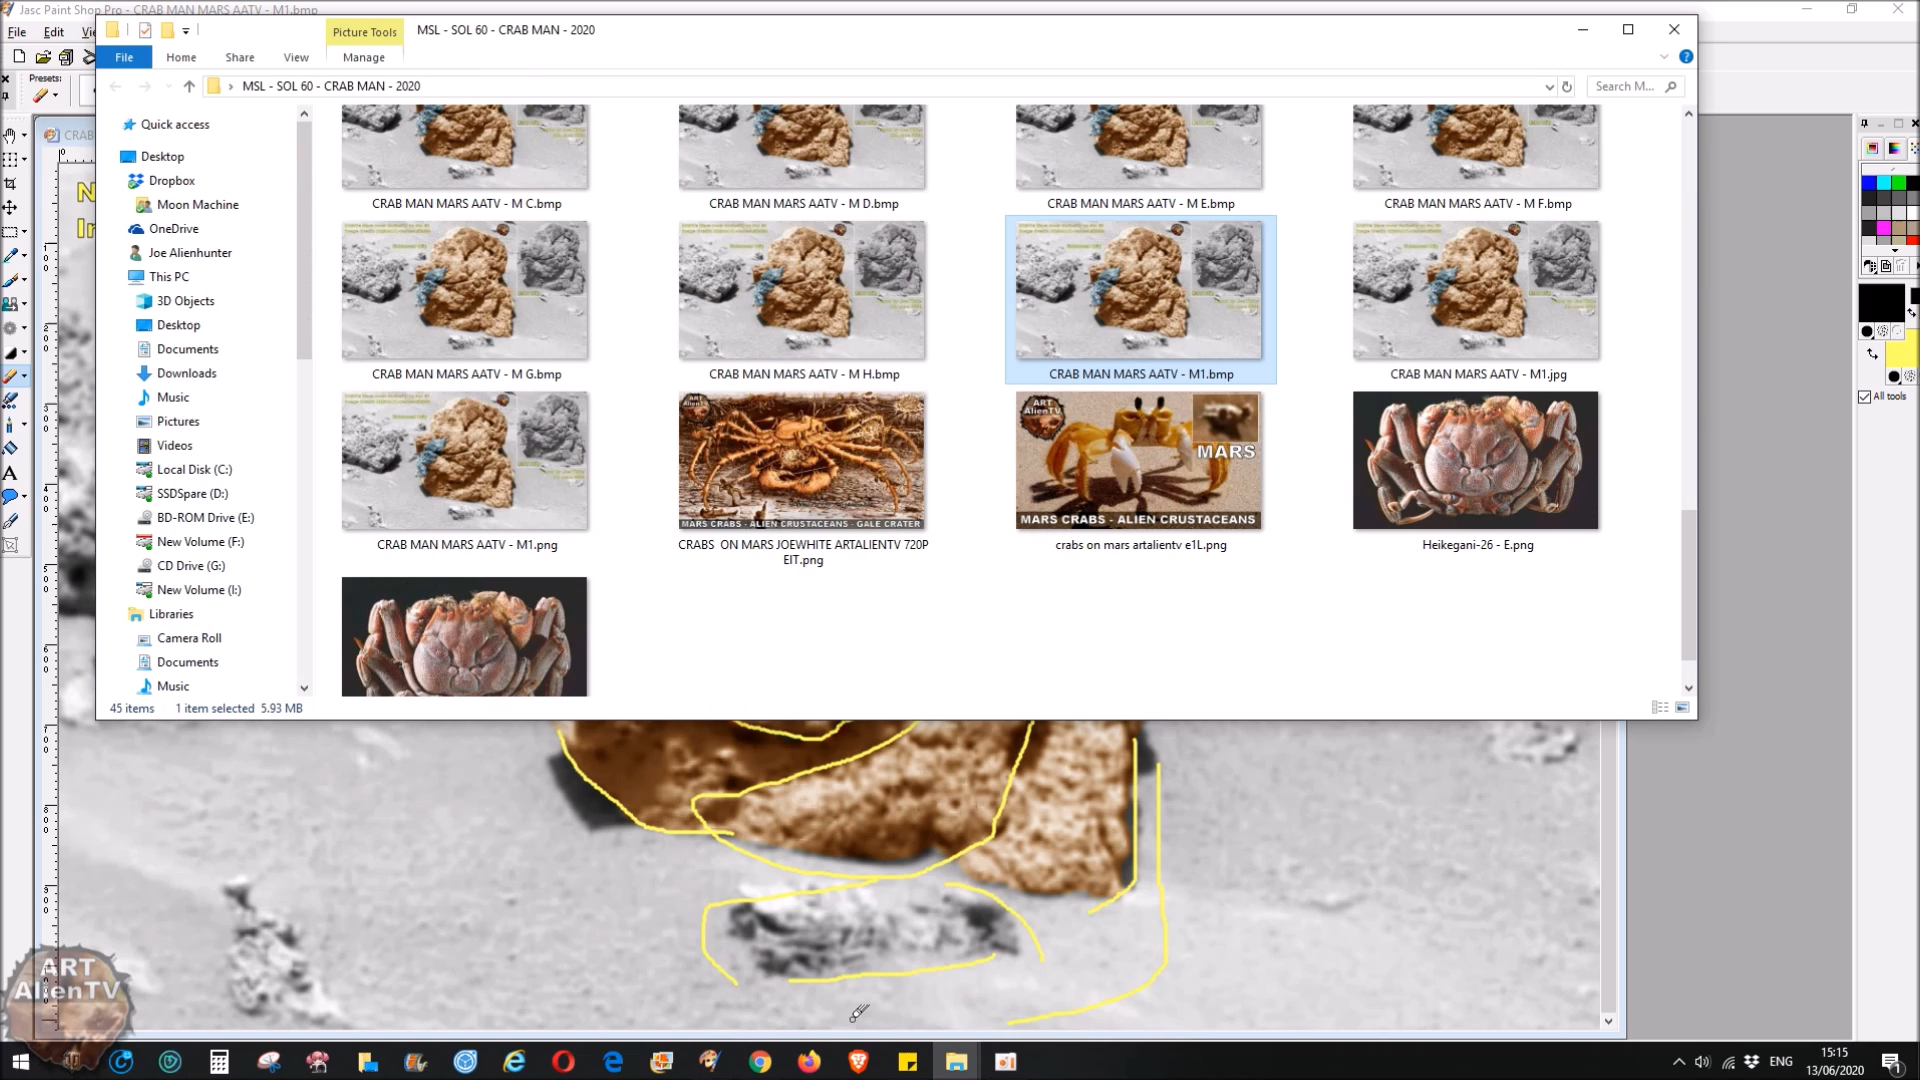 Jasc Paint Shop Pro - CRAB MAN MARS AATV - M1.bmp
File Edit
Presets:
CRAB
Picture Tools
MSL - SOL 60 - CRAB MAN - 2020
File Home Share View Manage
MSL - SOL 60 - CRAB MAN - 2020
Search M...
Quick access
Desktop
Dropbox
Moon Machine
OneDrive
Joe Alienhunter
This PC
3D Objects
Desktop
Documents
Downloads
Music
Pictures
Videos
Local Disk (C:)
SSDSpare (D:)
BD-ROM Drive (E:)
New Volume (F:)
CD Drive (G:)
New Volume (I:)
Libraries
Camera Roll
Documents
Music
CRAB MAN MARS AATV - M C.bmp
CRAB MAN MARS AATV - M D.bmp
CRAB MAN MARS AATV - M E.bmp
CRAB MAN MARS AATV - M F.bmp
CRAB MAN MARS AATV - M G.bmp
CRAB MAN MARS AATV - M H.bmp
CRAB MAN MARS AATV - M1.bmp
CRAB MAN MARS AATV - M1.jpg
MARS CRABS - ALIEN CRUSTACEANS - GALE CRATER
ART
AlienTV
MARS
MARS CRABS - ALIEN CRUSTACEANS
CRAB MAN MARS AATV - M1.png
CRABS ON MARS JOEWHITE ARTALIENTV 720P
EIT.png
crabs on mars artalientv e1L.png
Heikegani-26 - E.png
45 items 1 item selected 5.93 MB
All tools
ART
AlienTV
ENG
15:15
13/06/2020